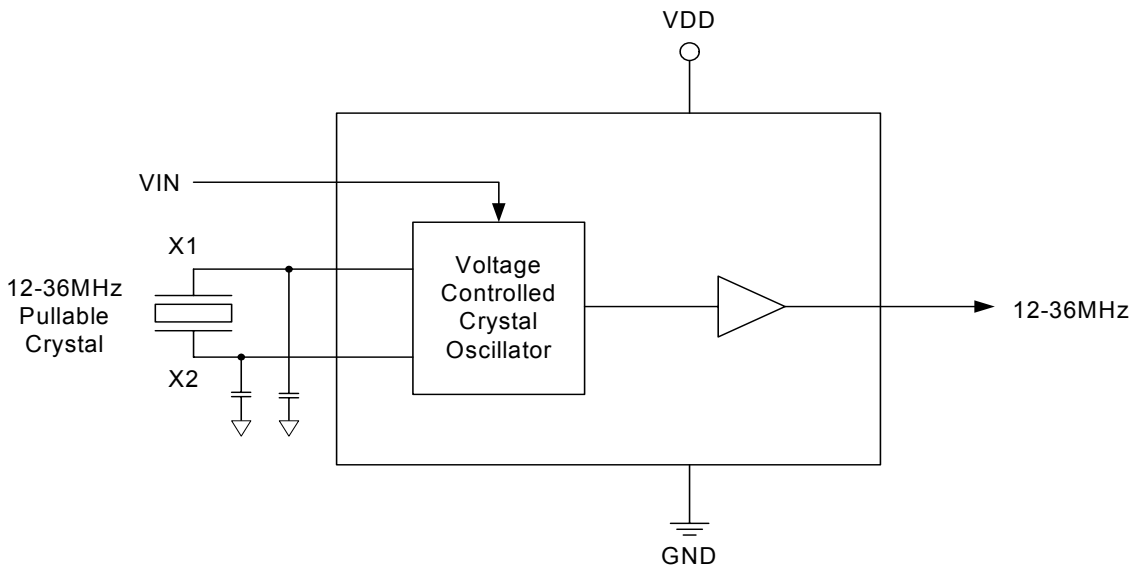 VDD
VIN
X1
12-36MHz
Pullable
Crystal
X2
Voltage
Controlled
Crystal
Oscillator
12-36MHz
GND